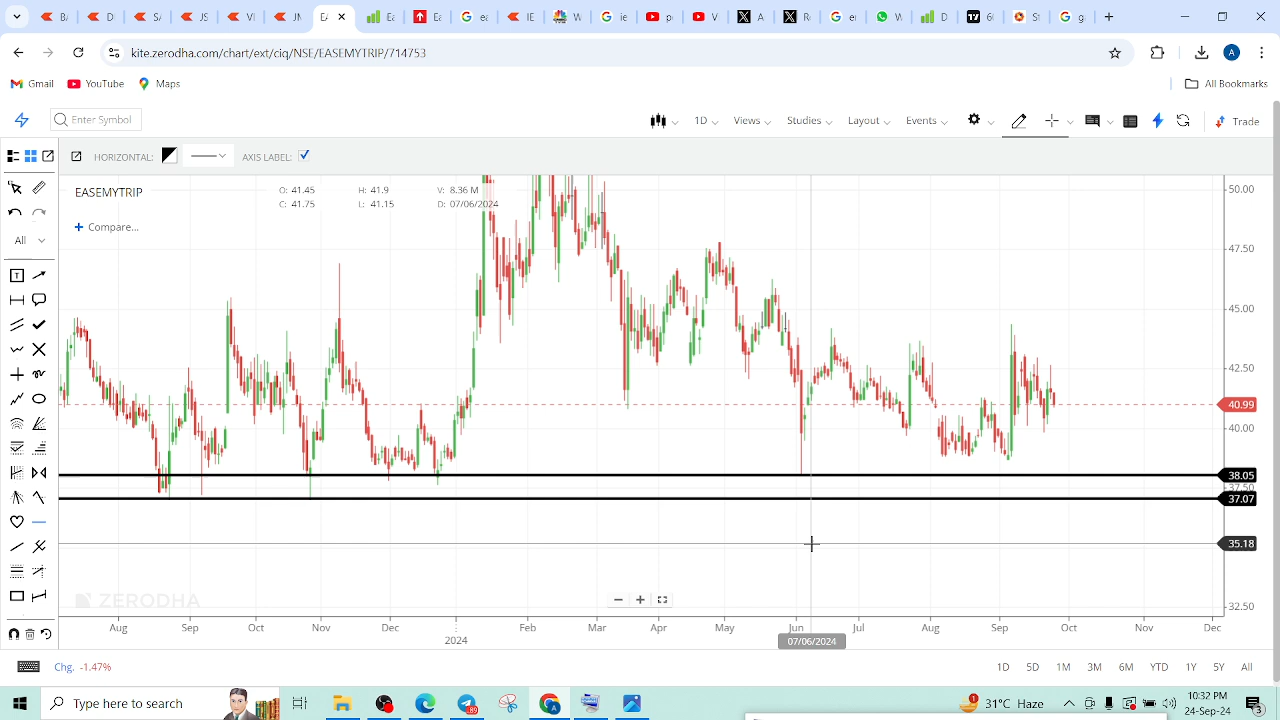 kite.zerodha.com/chart/ext/ciq/NSE/EASEMYTRIP/714753
Gmail YouTube Maps All Bookmarks
Enter Symbol 1D Views Studies Layout Events Trade
HORIZONTAL: AXIS LABEL:
EASEMYTRIP O: 41.45 H: 41.9 V: 8.36 M
C: 41.75 L: 41.15 D: 07/06/2024
+ Compare...
All
50.00
47.50
45.00
42.50
40.99
40.00
38.05
37.50
37.07
35.18
32.50
ZERODHA
Aug Sep Oct Nov Dec 2024 Feb Mar Apr May Jun Jul Aug Sep Oct Nov Dec
07/06/2024
Chg. -1.47% 1D 5D 1M 3M 6M YTD 1Y 5Y All
Type here to search 31°C Haze 10:32 PM
24-Sep-24